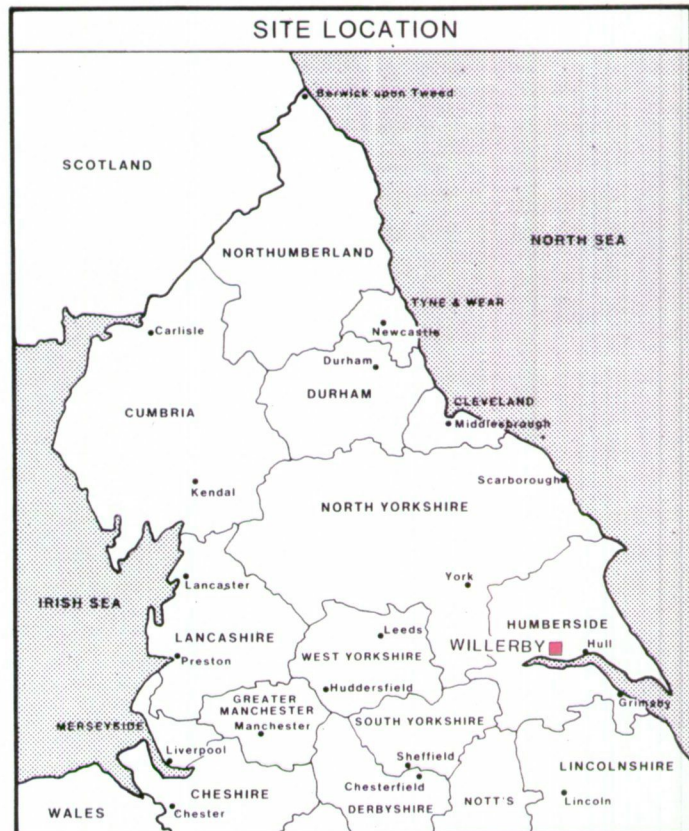 SITE LOCATION
Berwick upon Tweed
SCOTLAND
NORTHUMBERLAND
NORTH SEA
TYNE & WEAR
Carlisle
Newcastle
Durham
DURHAM
CLEVELAND
CUMBRIA
Middlesbrough
Kendal
Scarborough
NORTH YORKSHIRE
Lancaster
York
IRISH SEA
HUMBERSIDE
LANCASHIRE
Leeds
WILLERBY
Hull
Preston
WEST YORKSHIRE
Huddersfield
Grimsby
GREATER
MANCHESTER
Manchester
SOUTH YORKSHIRE
MERSEYSIDE
Liverpool
Sheffield
LINCOLNSHIRE
Chesterfield
CHESHIRE
DERBYSHIRE
NOTT'S
Lincoln
WALES
Chester